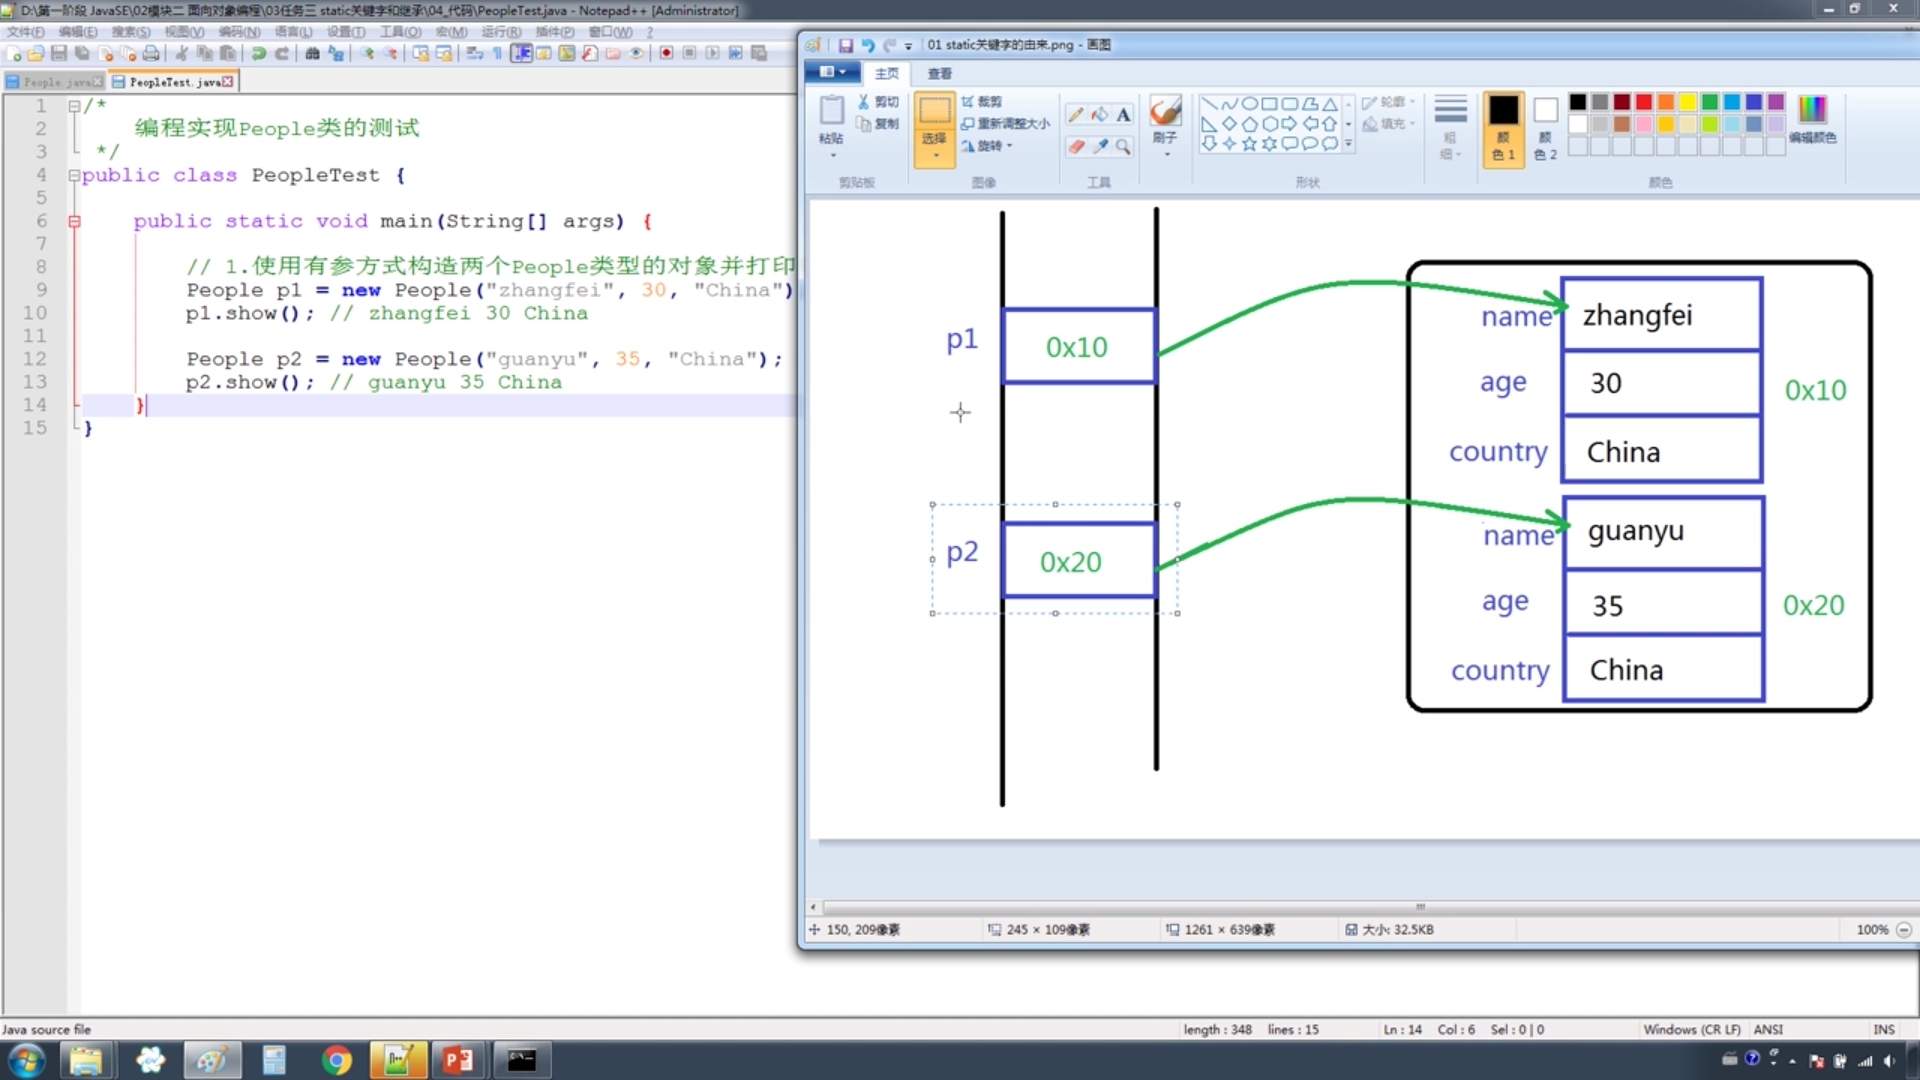 D:\第一阶段 JavaSE\02模块二 面向对象编程\03任务三 static关键字和继承\04_代码\PeopleTest.java - Notepad++ [Administrator]
文件(F) 编辑(E) 搜索(S) 视图(V) 编码(N) 语言(L) 设置(T) 工具(O) 宏(M) 运行(R) 插件(P) 窗口(W) ?
People.java PeopleTest.java
1 /*
2 编程实现People类的测试
3 */
4 public class PeopleTest {
5
6 public static void main(String[] args) {
7
8 // 1.使用有参方式构造两个People类型的对象并打印
9 People p1 = new People("zhangfei", 30, "China")
10 p1.show(); // zhangfei 30 China
11
12 People p2 = new People("guanyu", 35, "China");
13 p2.show(); // guanyu 35 China
14 }
15 }
01 static关键字的由来.png - 画图
主页 查看
粘贴 剪切 复制
剪贴板
选择 裁剪 重新调整大小 旋转
图像
A
工具
刷子
轮廓 填充
形状
粗细
颜色 1
颜色 2
编辑颜色
颜色
p1 0x10
name zhangfei
age 30
country China
0x10
p2 0x20
name guanyu
age 35
country China
0x20
150, 209像素 245 × 109像素 1261 × 639像素 大小: 32.5KB 100%
Java source file length : 348 lines : 15 Ln : 14 Col : 6 Sel : 0 | 0 Windows (CR LF) ANSI INS